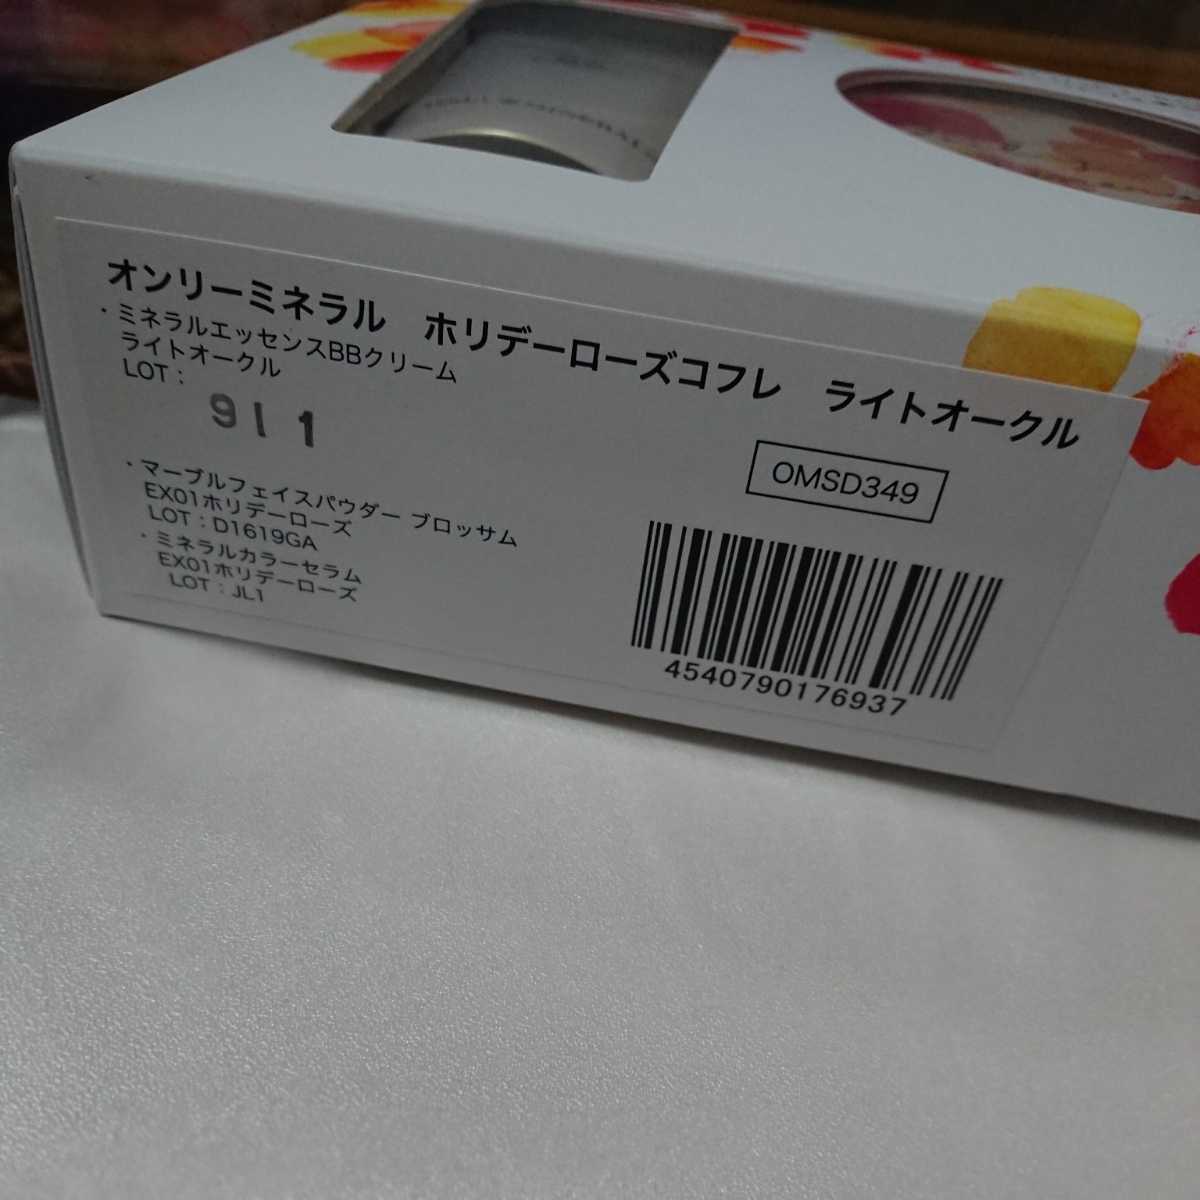 オンリーミネラル ホリデーローズコフレ ライトオークル
・ミネラルエッセンスBBクリーム
ライトオークル
LOT：
9I 1
・マーブルフェイスパウダー ブロッサム
EX01ホリデーローズ
LOT：D1619GA
・ミネラルカラーセラム
EX01ホリデーローズ
LOT：JL1
OMSD349
4540790176937